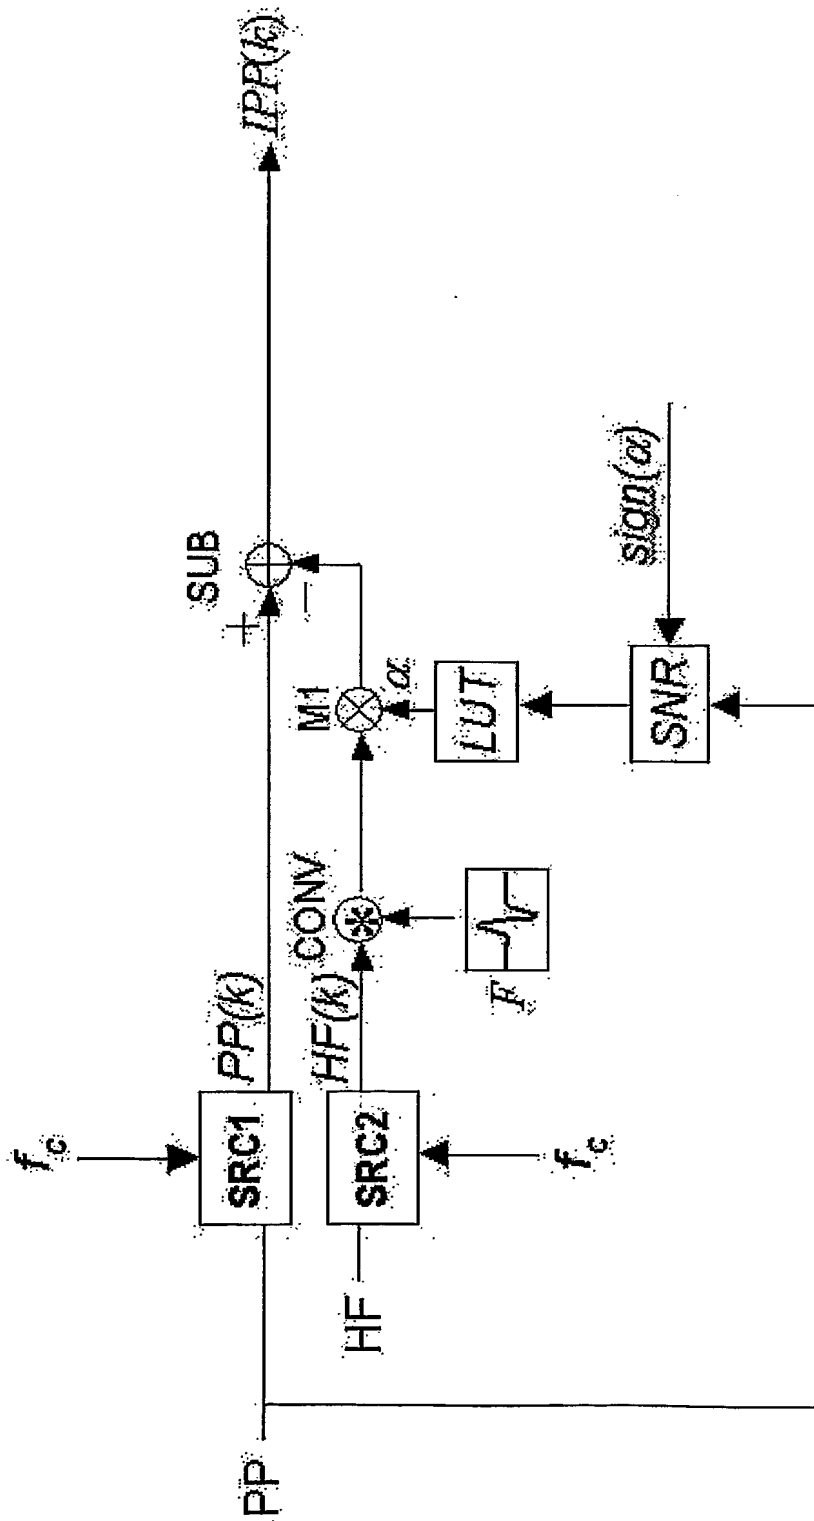 PP
HF
f_c
SRC1
SRC2
f_c
PP(k)
HF(k)
CONV
F
M1
α
LUT
SNR
sign(α)
SUB
+
−
IPP(k)